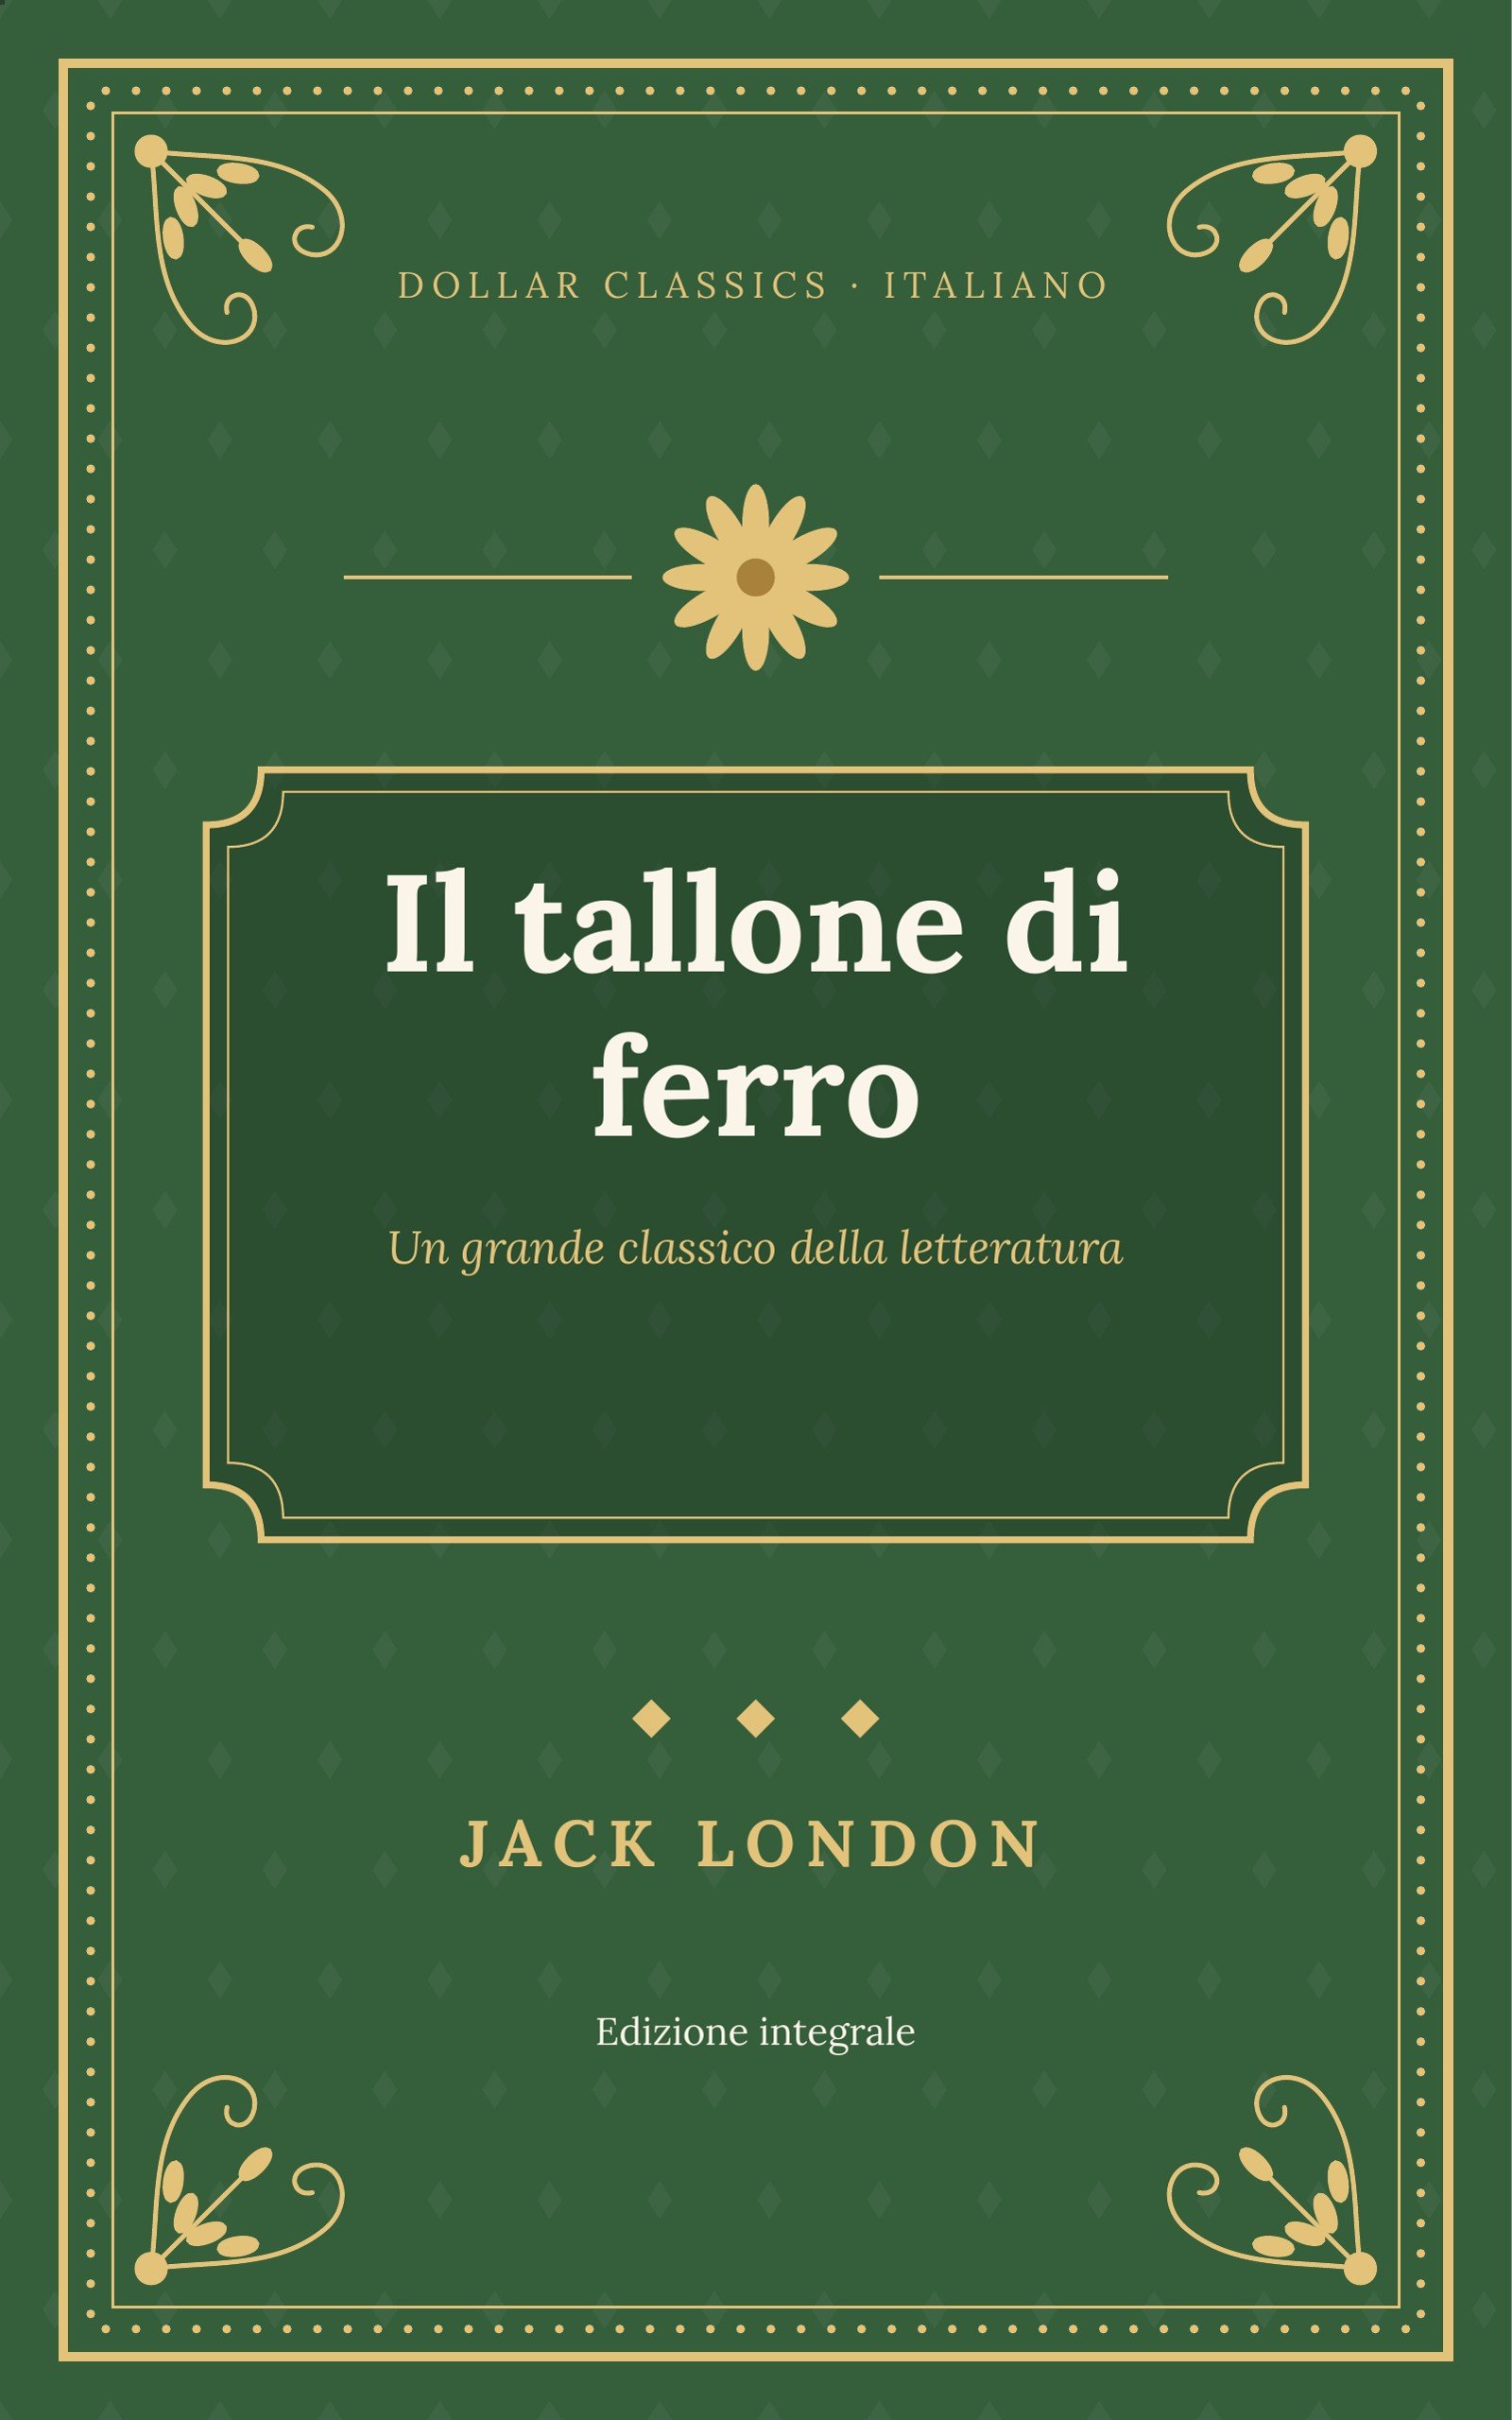 DOLLAR CLASSICS · ITALIANO
Il tallone di
ferro
Un grande classico della letteratura
JACK LONDON
Edizione integrale